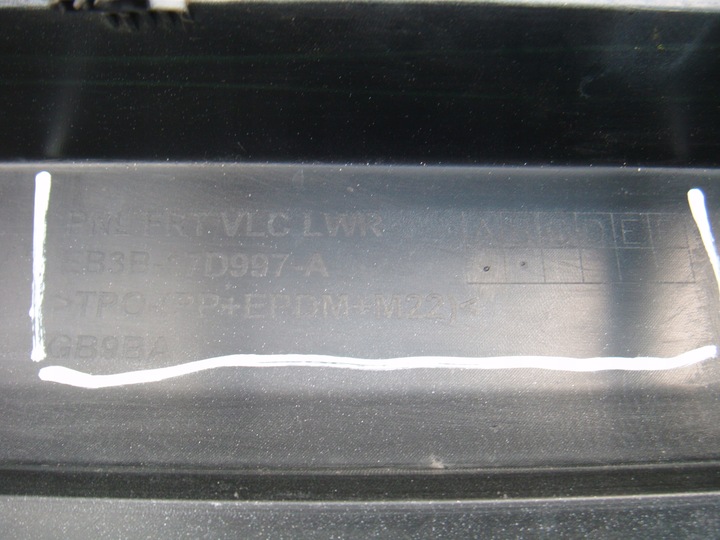 PNL FRT VLC LWR
EB3B-17D997-A
>TPO (PP+EPDM+M22)<
GB9BA